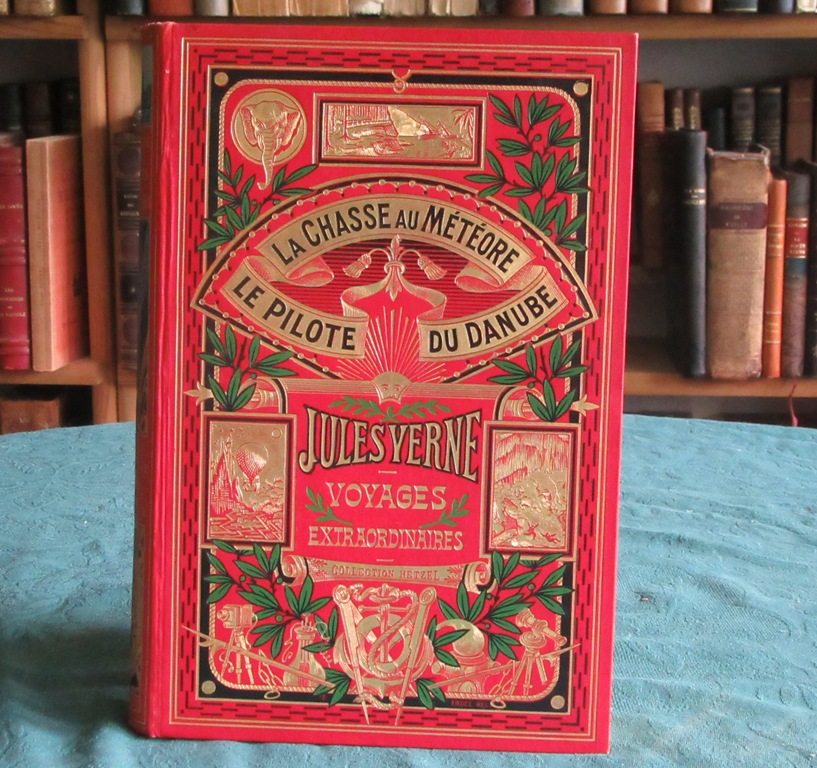 LA CHASSE AU MÉTÉORE
LE PILOTE DU DANUBE
JULES VERNE
VOYAGES
EXTRAORDINAIRES
COLLECTION HETZEL